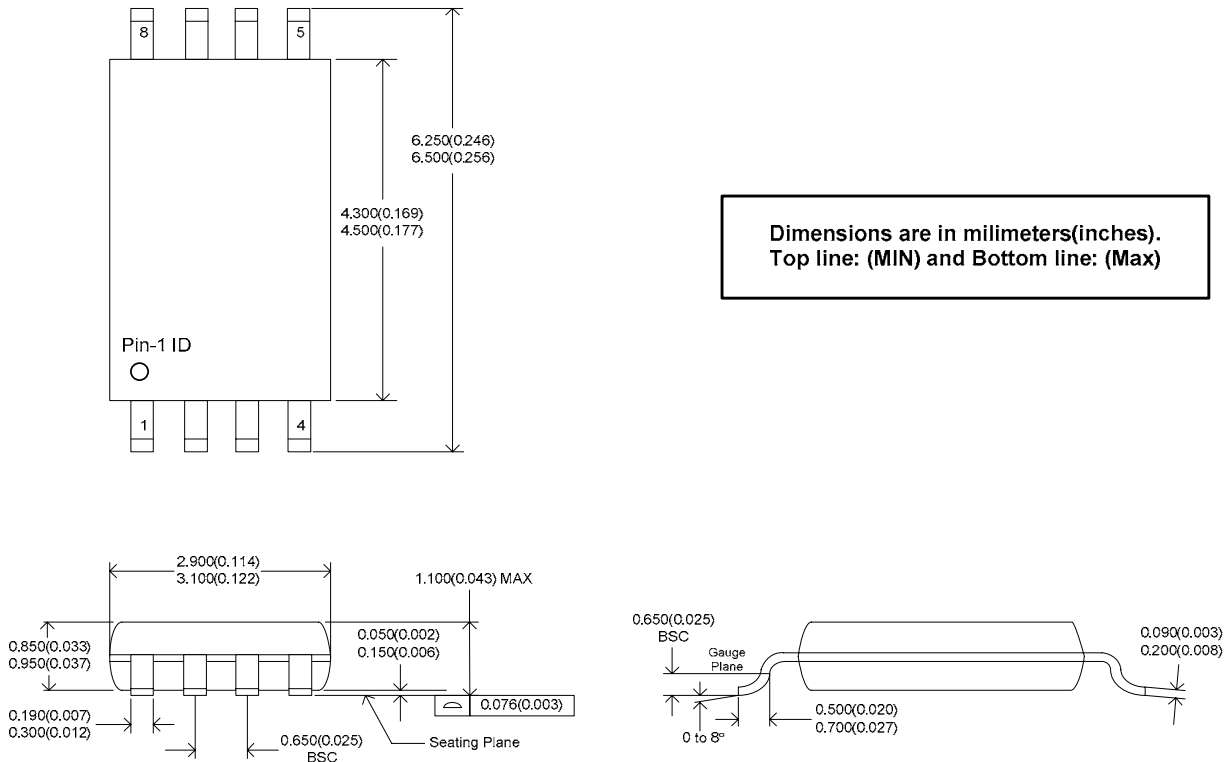 8
5
6.250(0.246)
6.500(0.256)
4.300(0.169)
4.500(0.177)
Dimensions are in milimeters(inches).
Top line: (MIN) and Bottom line: (Max)
Pin-1 ID
1
4
2.900(0.114)
3.100(0.122)
1.100(0.043) MAX
0.850(0.033)
0.950(0.037)
0.050(0.002)
0.150(0.006)
0.076(0.003)
0.190(0.007)
0.300(0.012)
0.650(0.025)
BSC
Seating Plane
0.650(0.025)
BSC
Gauge
Plane
0.090(0.003)
0.200(0.008)
0.500(0.020)
0.700(0.027)
0 to 8°